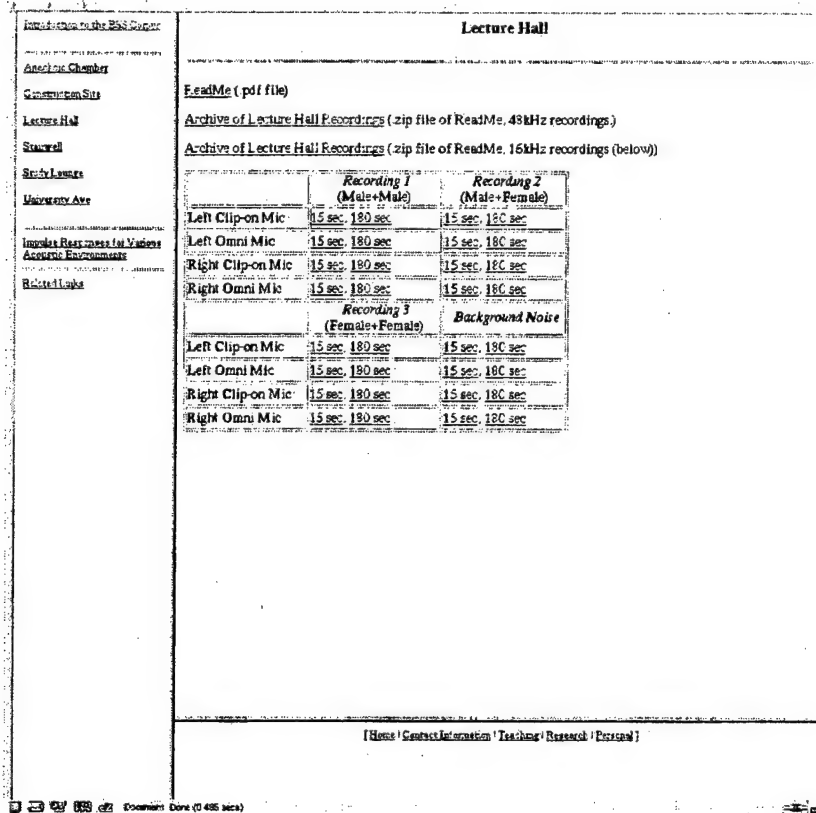 Introduction to the BSS Corpus
Anechoic Chamber
Construction Site
Lecture Hall
Stairwell
Study Lounge
University Ave
Impulse Responses for Various
Acoustic Environments
Related Links
Lecture Hall
ReadMe (.pdf file)
Archive of Lecture Hall Recordings (.zip file of ReadMe, 48kHz recordings.)
Archive of Lecture Hall Recordings (.zip file of ReadMe, 16kHz recordings (below))
Recording 1 Recording 2
(Male+Male) (Male+Female)
Left Clip-on Mic 15 sec, 180 sec 15 sec, 180 sec
Left Omni Mic 15 sec, 180 sec 15 sec, 180 sec
Right Clip-on Mic 15 sec, 180 sec 15 sec, 180 sec
Right Omni Mic 15 sec, 180 sec 15 sec, 180 sec
Recording 3 Background Noise
(Female+Female)
Left Clip-on Mic 15 sec, 180 sec 15 sec, 180 sec
Left Omni Mic 15 sec, 180 sec 15 sec, 180 sec
Right Clip-on Mic 15 sec, 180 sec 15 sec, 180 sec
Right Omni Mic 15 sec, 180 sec 15 sec, 180 sec
[ Home | Contact Information | Teaching | Research | Personal ]
Document Done (0.485 secs)